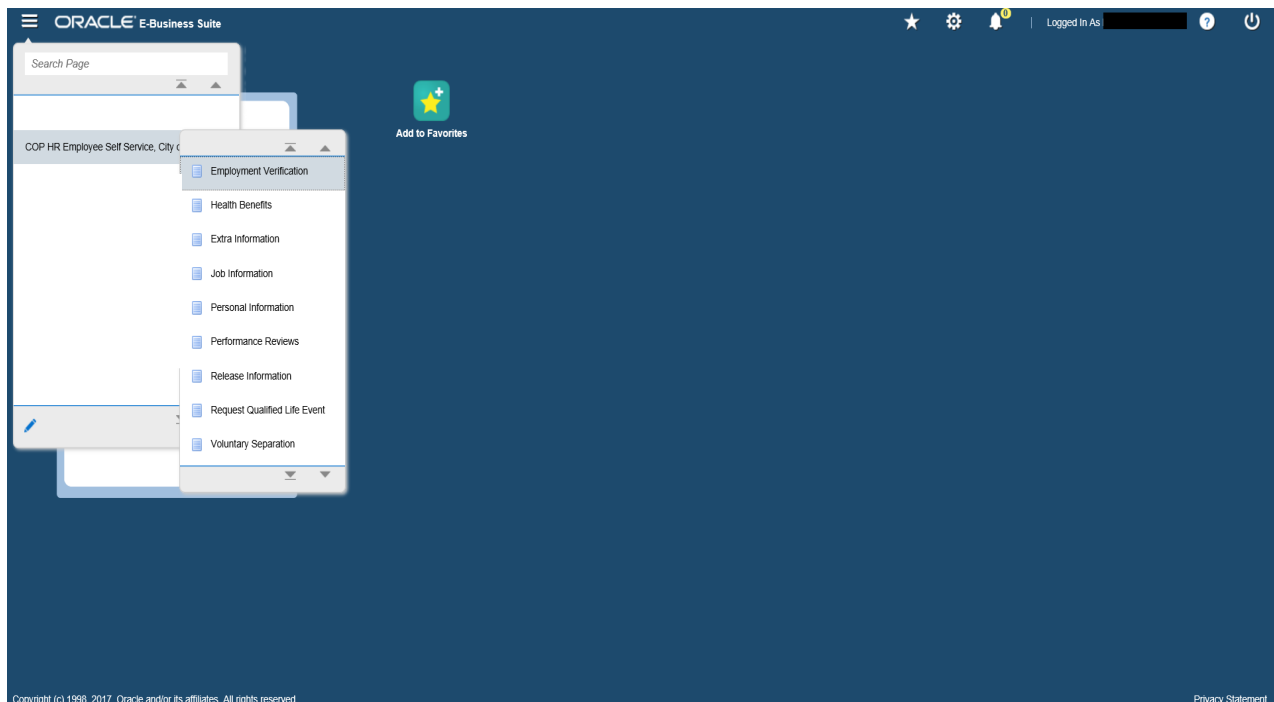 ORACLE E-Business Suite
0
Logged In As
?
Search Page
Add to Favorites
COP HR Employee Self Service, City
Employment Verification
Health Benefits
Extra Information
Job Information
Personal Information
Performance Reviews
Release Information
Request Qualified Life Event
Voluntary Separation
Copyright (c) 1998, 2017, Oracle and/or its affiliates. All rights reserved.
Privacy Statement